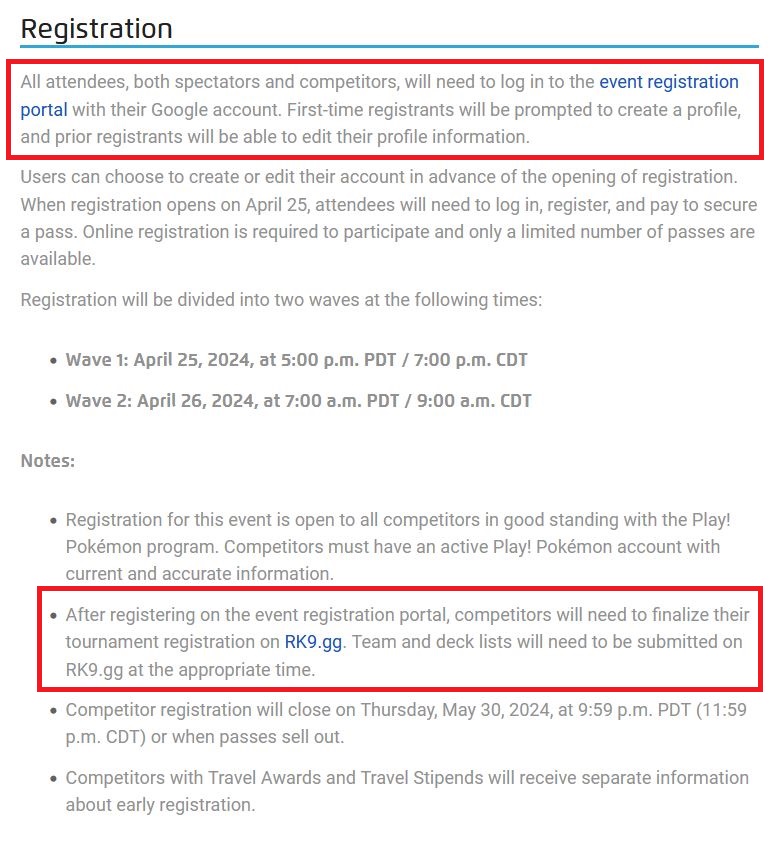 Registration
All attendees, both spectators and competitors, will need to log in to the event registration
portal with their Google account. First-time registrants will be prompted to create a profile,
and prior registrants will be able to edit their profile information.
Users can choose to create or edit their account in advance of the opening of registration.
When registration opens on April 25, attendees will need to log in, register, and pay to secure
a pass. Online registration is required to participate and only a limited number of passes are
available.
Registration will be divided into two waves at the following times:
• Wave 1: April 25, 2024, at 5:00 p.m. PDT / 7:00 p.m. CDT
• Wave 2: April 26, 2024, at 7:00 a.m. PDT / 9:00 a.m. CDT
Notes:
• Registration for this event is open to all competitors in good standing with the Play!
Pokémon program. Competitors must have an active Play! Pokémon account with
current and accurate information.
• After registering on the event registration portal, competitors will need to finalize their
tournament registration on RK9.gg. Team and deck lists will need to be submitted on
RK9.gg at the appropriate time.
• Competitor registration will close on Thursday, May 30, 2024, at 9:59 p.m. PDT (11:59
p.m. CDT) or when passes sell out.
• Competitors with Travel Awards and Travel Stipends will receive separate information
about early registration.